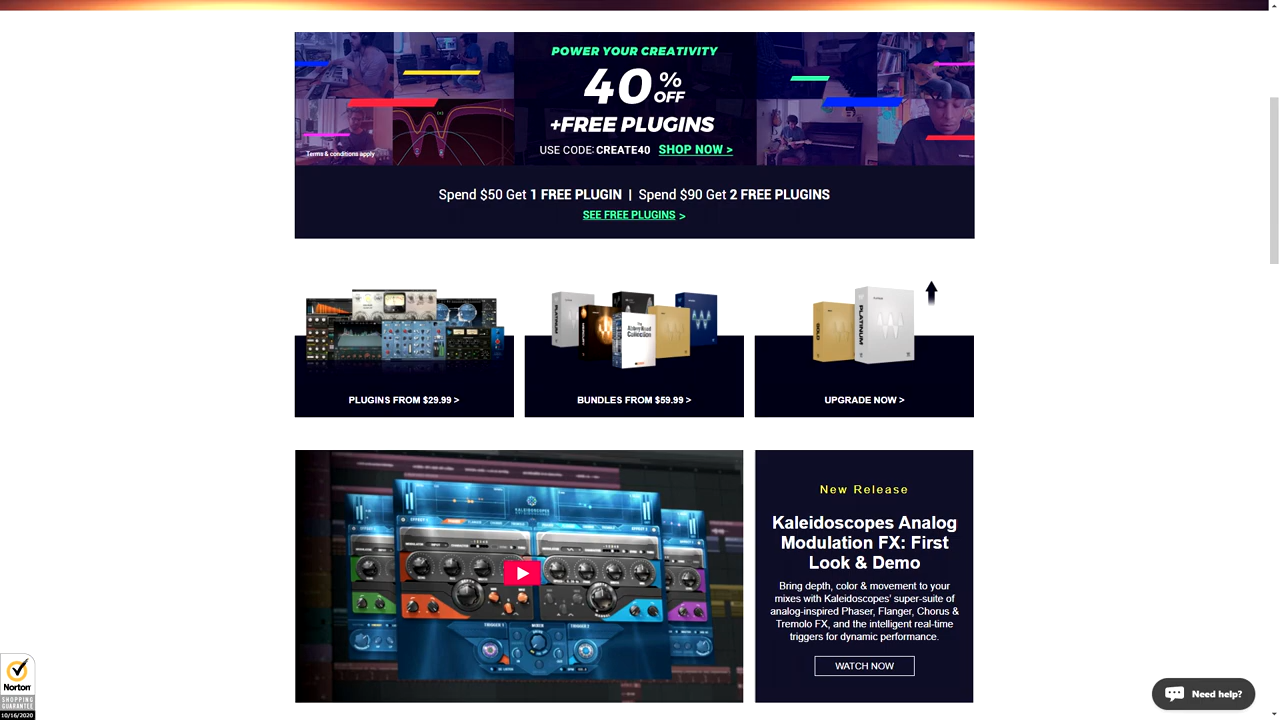 POWER YOUR CREATIVITY
40% OFF
+FREE PLUGINS
USE CODE: CREATE40 SHOP NOW >
Terms & conditions apply
Spend $50 Get 1 FREE PLUGIN | Spend $90 Get 2 FREE PLUGINS
SEE FREE PLUGINS >
PLATINUM
The
Abbey Road
Collection
GOLD
PLATINUM
PLUGINS FROM $29.99 >
BUNDLES FROM $59.99 >
UPGRADE NOW >
KALEIDOSCOPES
New Release
Kaleidoscopes Analog
Modulation FX: First
Look & Demo
Bring depth, color & movement to your
mixes with Kaleidoscopes' super-suite of
analog-inspired Phaser, Flanger, Chorus &
Tremolo FX, and the intelligent real-time
triggers for dynamic performance.
WATCH NOW
Norton
SHOPPING
GUARANTEE
10/16/2020
Need help?